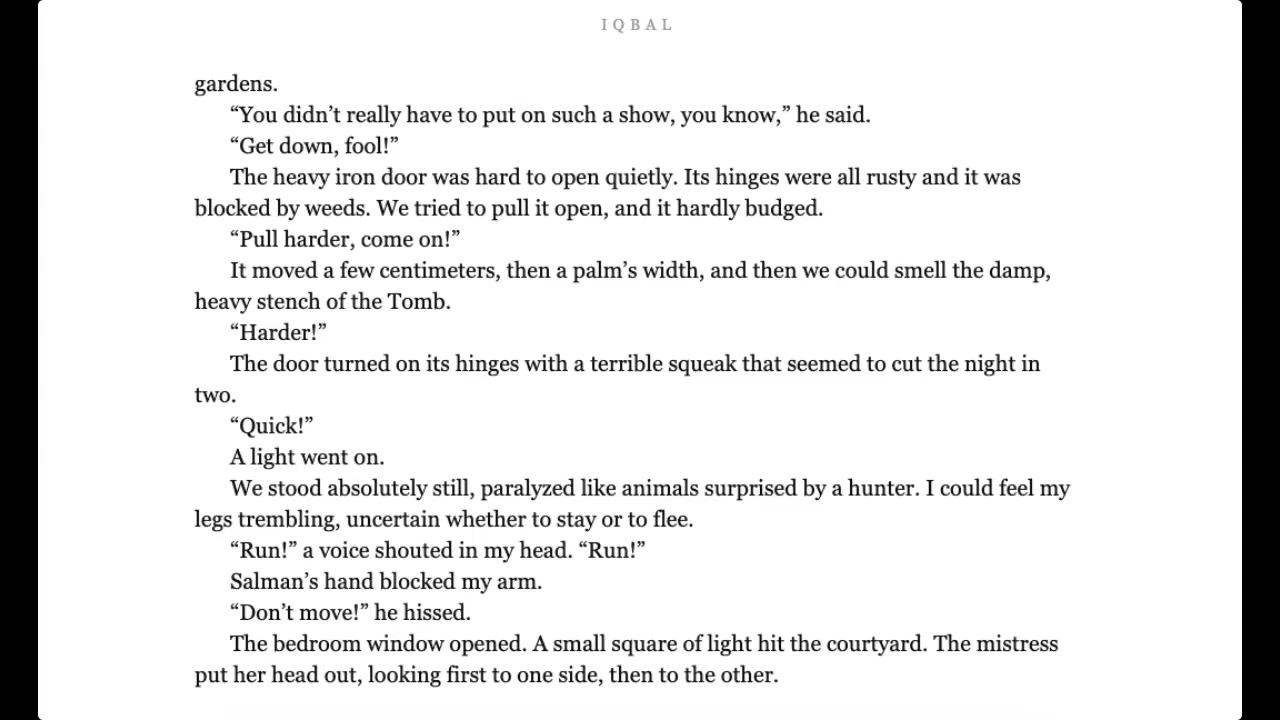 IQBAL
gardens.
“You didn’t really have to put on such a show, you know,” he said.
“Get down, fool!”
The heavy iron door was hard to open quietly. Its hinges were all rusty and it was
blocked by weeds. We tried to pull it open, and it hardly budged.
“Pull harder, come on!”
It moved a few centimeters, then a palm’s width, and then we could smell the damp,
heavy stench of the Tomb.
“Harder!”
The door turned on its hinges with a terrible squeak that seemed to cut the night in
two.
“Quick!”
A light went on.
We stood absolutely still, paralyzed like animals surprised by a hunter. I could feel my
legs trembling, uncertain whether to stay or to flee.
“Run!” a voice shouted in my head. “Run!”
Salman’s hand blocked my arm.
“Don’t move!” he hissed.
The bedroom window opened. A small square of light hit the courtyard. The mistress
put her head out, looking first to one side, then to the other.